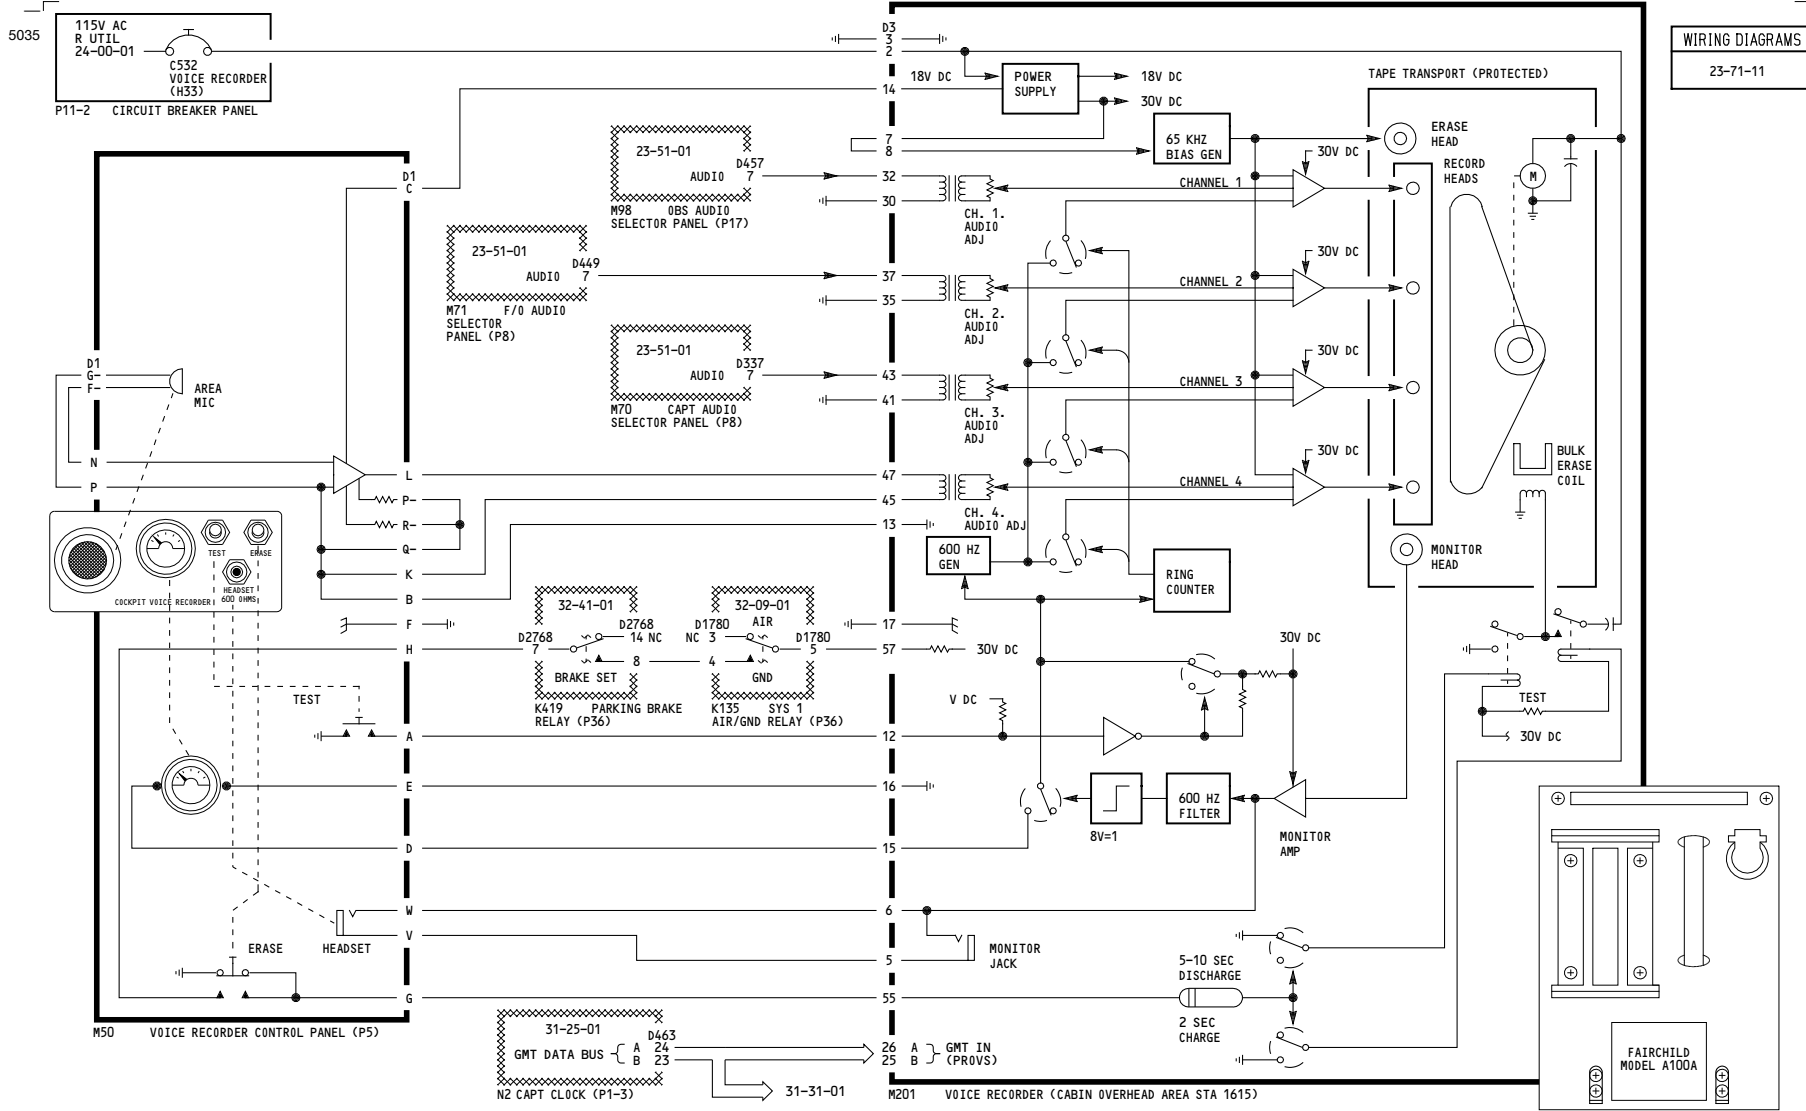 5035
115V AC
R UTIL
24-00-01
C532
VOICE RECORDER
(H33)
P11-2 CIRCUIT BREAKER PANEL
WIRING DIAGRAMS
23-71-11
D3
3
2
14
7
8
32
30
37
35
43
41
47
45
13
17
57
12
16
15
6
5
55
26
25
18V DC
POWER
SUPPLY
18V DC
30V DC
65 KHZ
BIAS GEN
TAPE TRANSPORT (PROTECTED)
ERASE
HEAD
RECORD
HEADS
M
30V DC
CHANNEL 1
CH. 1.
AUDIO
ADJ
30V DC
CHANNEL 2
CH. 2.
AUDIO
ADJ
30V DC
CHANNEL 3
CH. 3.
AUDIO
ADJ
30V DC
CHANNEL 4
CH. 4.
AUDIO ADJ
BULK
ERASE
COIL
MONITOR
HEAD
600 HZ
GEN
RING
COUNTER
23-51-01
D457
AUDIO 7
M98 OBS AUDIO
SELECTOR PANEL (P17)
23-51-01
D449
AUDIO 7
M71 F/O AUDIO
SELECTOR
PANEL (P8)
23-51-01
D337
AUDIO 7
M70 CAPT AUDIO
SELECTOR PANEL (P8)
D1
C
D1
G-
F-
AREA
MIC
N
P
L
P-
R-
Q-
K
B
F
H
A
E
D
W
V
G
TEST
ERASE
HEADSET
600 OHMS
COCKPIT VOICE RECORDER
32-41-01
D2768
7
D2768
14 NC
8
BRAKE SET
K419 PARKING BRAKE
RELAY (P36)
32-09-01
AIR
D1780
NC 3
4
D1780
5
GND
K135 SYS 1
AIR/GND RELAY (P36)
30V DC
TEST
V DC
30V DC
TEST
30V DC
8V=1
600 HZ
FILTER
MONITOR
AMP
ERASE
HEADSET
MONITOR
JACK
5-10 SEC
DISCHARGE
2 SEC
CHARGE
M50 VOICE RECORDER CONTROL PANEL (P5)
31-25-01
D463
GMT DATA BUS
A 24
B 23
N2 CAPT CLOCK (P1-3)
31-31-01
A
B
GMT IN
(PROVS)
M201 VOICE RECORDER (CABIN OVERHEAD AREA STA 1615)
FAIRCHILD
MODEL A100A